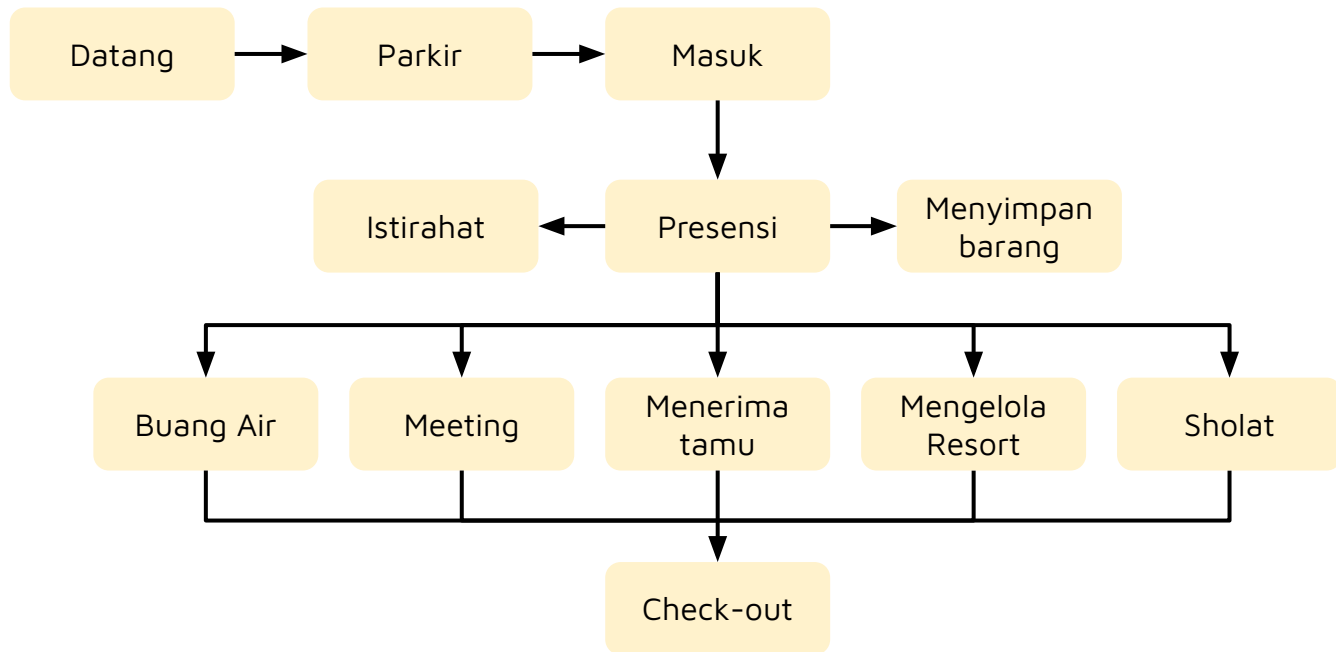 Datang
Parkir
Masuk
Istirahat
Presensi
Menyimpan
barang
Buang Air
Meeting
Menerima
tamu
Mengelola
Resort
Sholat
Check-out